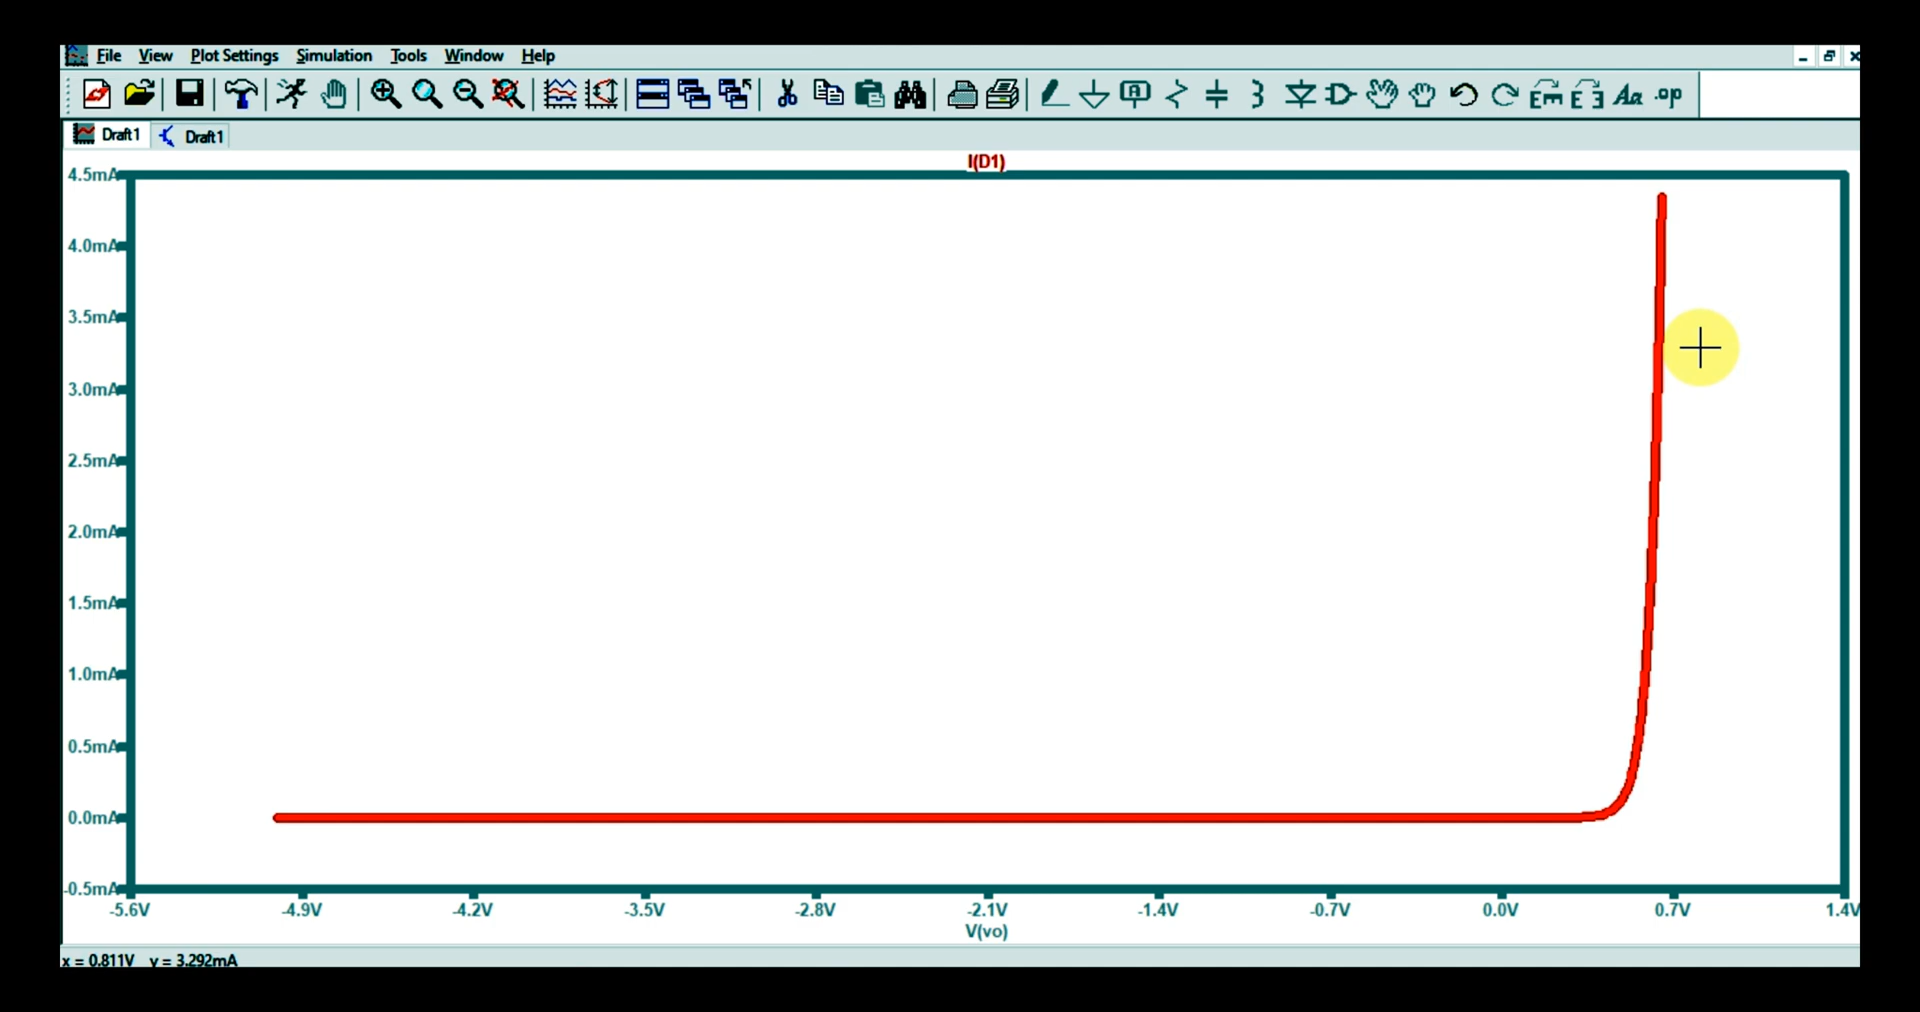 File View Plot Settings Simulation Tools Window Help
Aa .op
Draft1 Draft1
I(D1)
4.5mA
4.0mA
3.5mA
3.0mA
2.5mA
2.0mA
1.5mA
1.0mA
0.5mA
0.0mA
-0.5mA
-5.6V -4.9V -4.2V -3.5V -2.8V -2.1V -1.4V -0.7V 0.0V 0.7V 1.4V
V(vo)
x = 0.811V y = 3.292mA